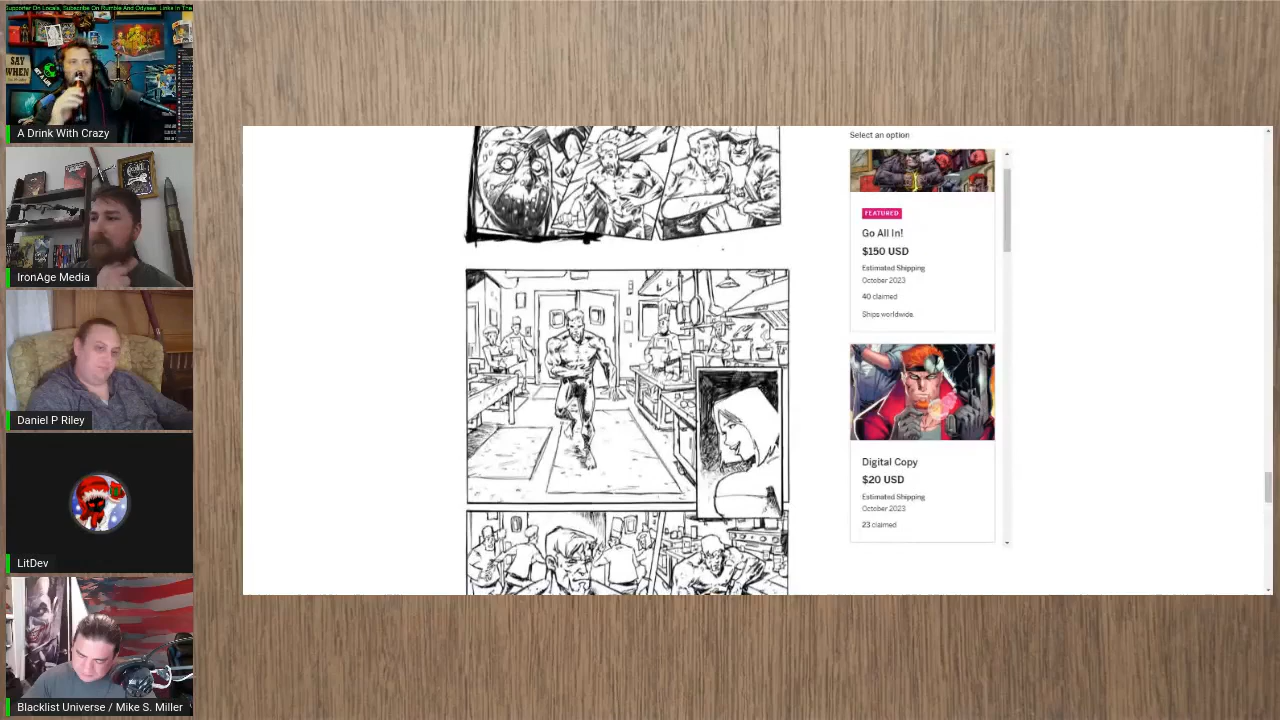 Supporter On Locals, Subscribe On Rumble And Odysee. Links In The
SAY
WHEN
A Drink With Crazy
IronAge Media
Daniel P Riley
LitDev
Blacklist Universe / Mike S. Miller
Select an option
FEATURED
Go All In!
$150 USD
Estimated Shipping
October 2023
40 claimed
Ships worldwide.
Digital Copy
$20 USD
Estimated Shipping
October 2023
23 claimed